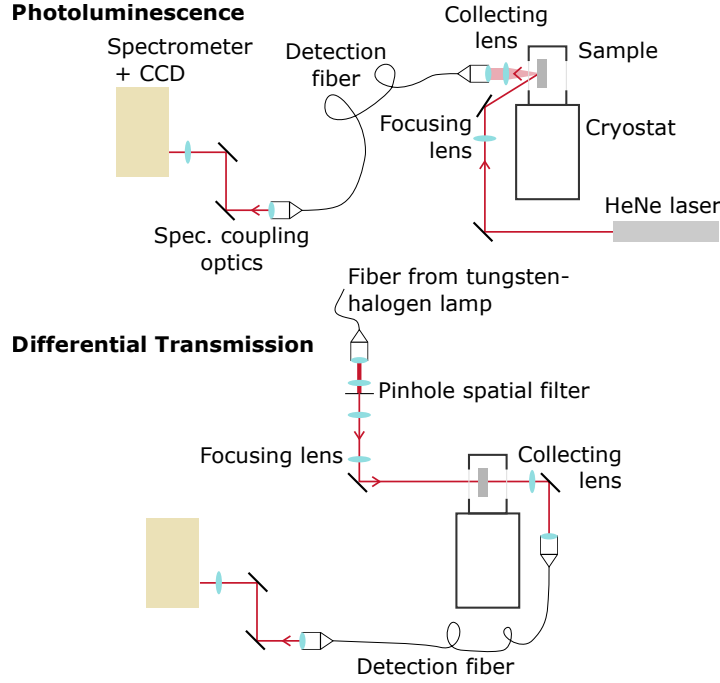 Photoluminescence
Spectrometer
+ CCD
Detection
fiber
Collecting
lens
Sample
Focusing
lens
Cryostat
HeNe laser
Spec. coupling
optics
Fiber from tungsten-
halogen lamp
Differential Transmission
Pinhole spatial filter
Focusing lens
Collecting
lens
Detection fiber